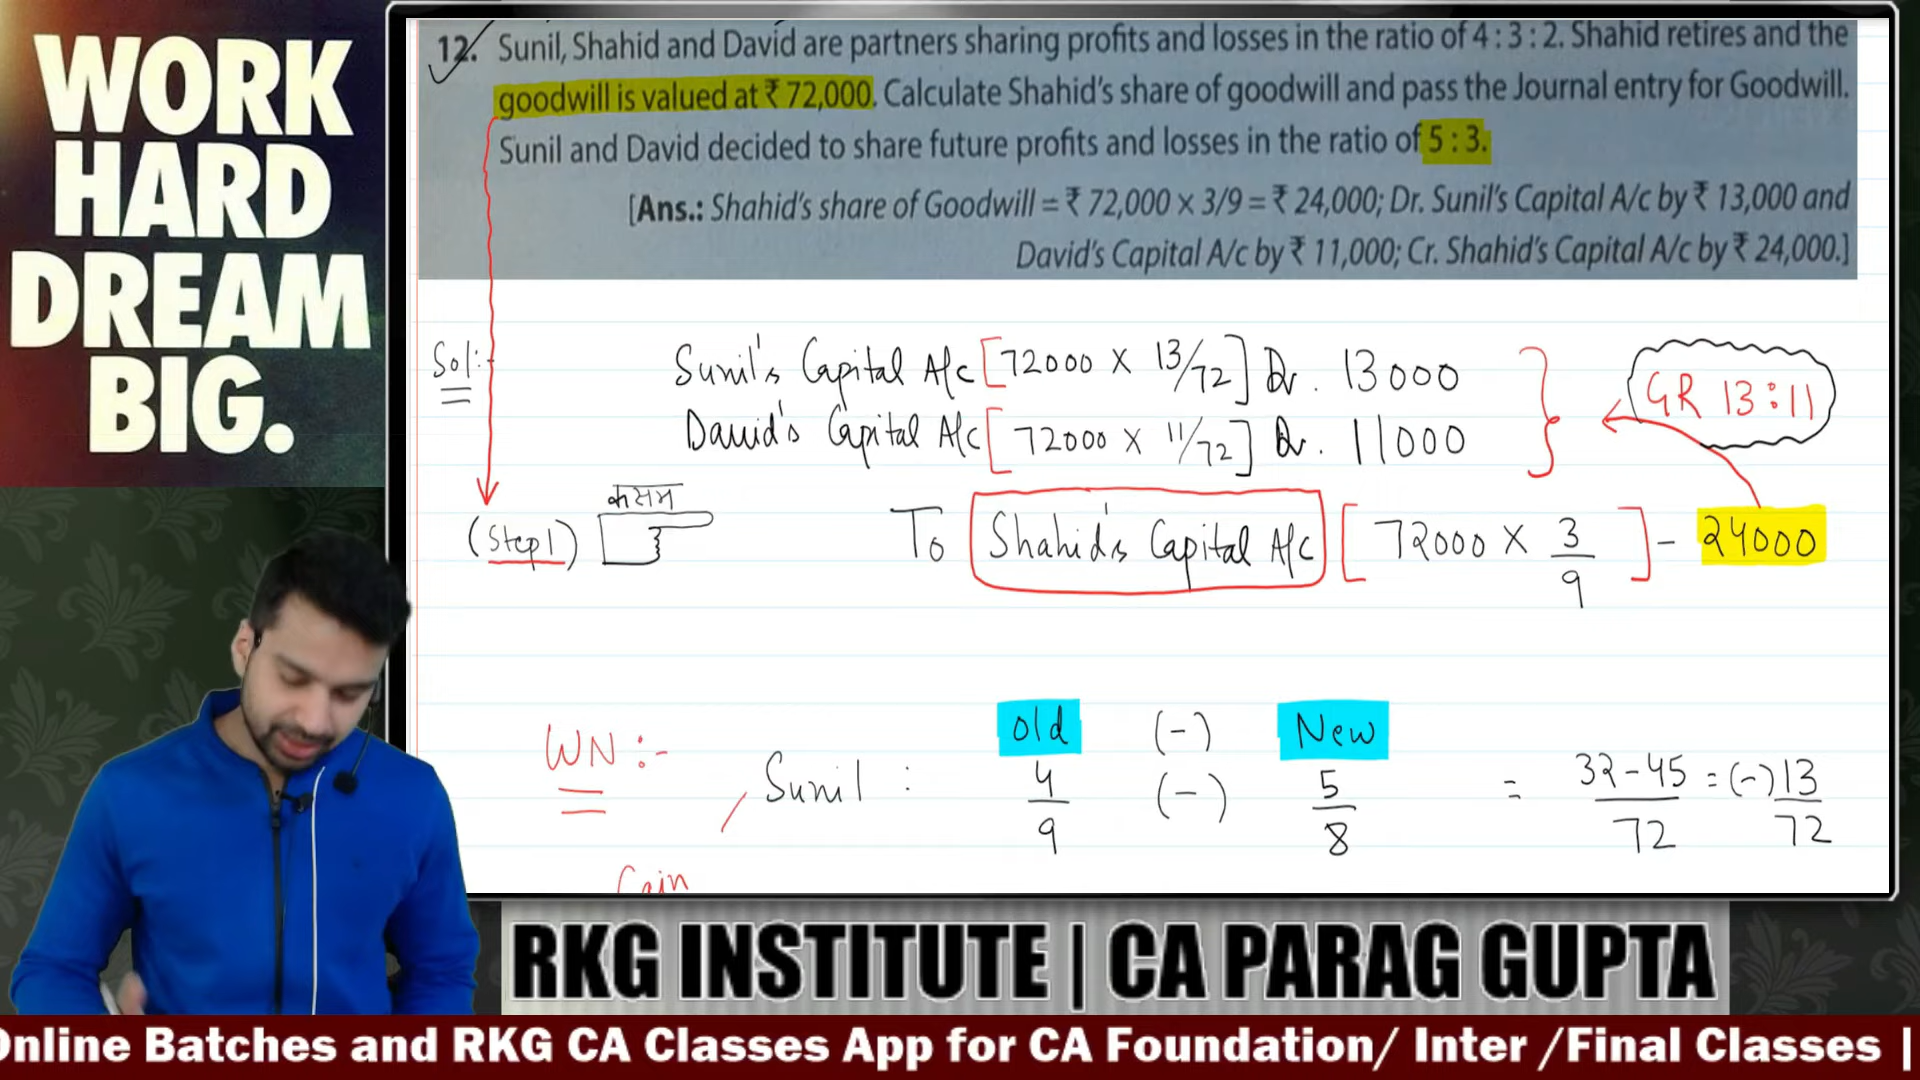 WORK
HARD
DREAM
BIG.
12. Sunil, Shahid and David are partners sharing profits and losses in the ratio of 4 : 3 : 2. Shahid retires and the
goodwill is valued at ₹ 72,000. Calculate Shahid's share of goodwill and pass the Journal entry for Goodwill.
Sunil and David decided to share future profits and losses in the ratio of 5 : 3.
[Ans.: Shahid's share of Goodwill = ₹ 72,000 × 3/9 = ₹ 24,000; Dr. Sunil's Capital A/c by ₹ 13,000 and
David's Capital A/c by ₹ 11,000; Cr. Shahid's Capital A/c by ₹ 24,000.]
Sol:-
Sunil's Capital A/c [72000 × 13/72] Dr. 13000
David's Capital A/c [72000 × 11/72] Dr. 11000
GR 13:11
(Step1) कसम To Shahid's Capital A/c [72000 × 3/9] - 24000
WN :- Old (-) New
Sunil : 4/9 (-) 5/8 = 32-45/72 = (-) 13/72
Gain
RKG INSTITUTE | CA PARAG GUPTA
Online Batches and RKG CA Classes App for CA Foundation/ Inter /Final Classes |